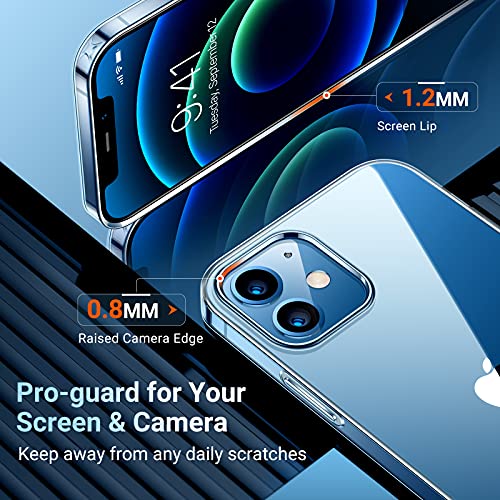 9:41
Tuesday, September 12
1.2MM
Screen Lip
0.8MM
Raised Camera Edge
Pro-guard for Your
Screen & Camera
Keep away from any daily scratches